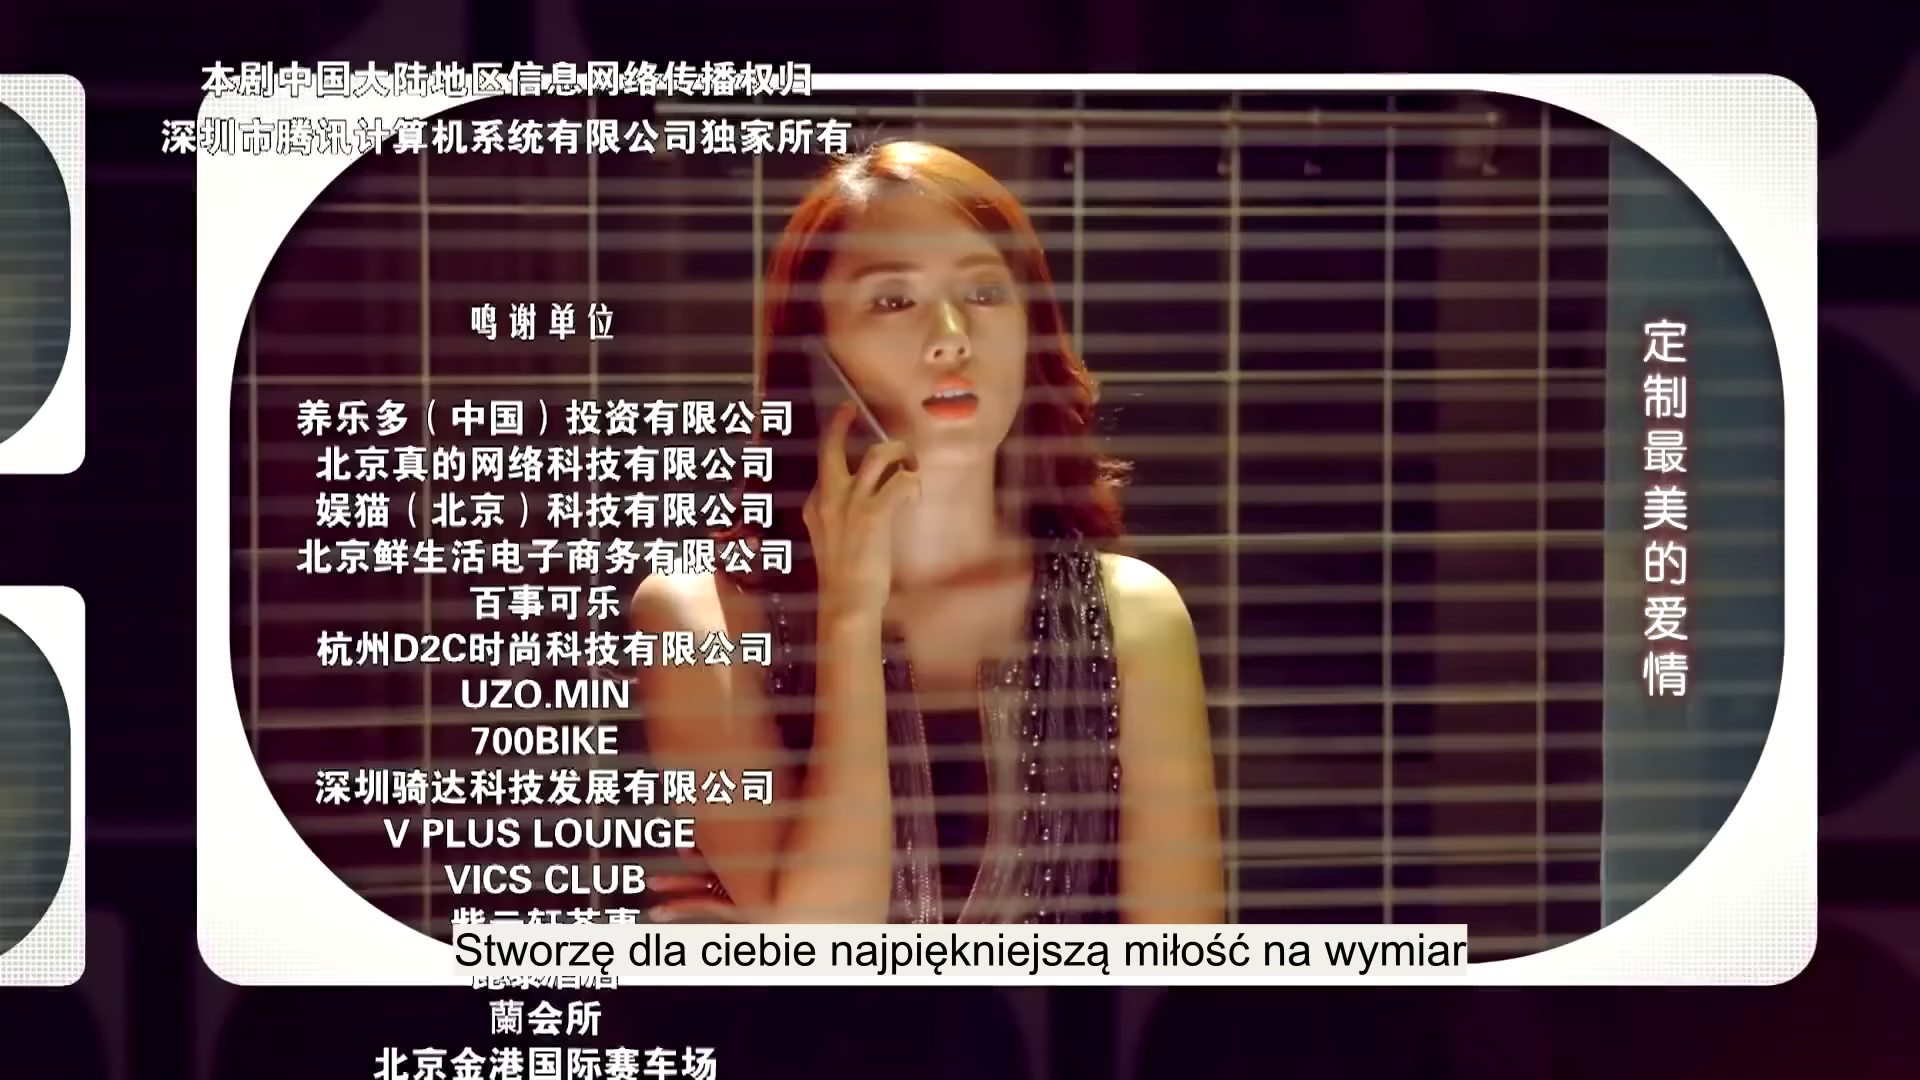 本剧中国大陆地区信息网络传播权归
深圳市腾讯计算机系统有限公司独家所有
鸣谢单位
养乐多（中国）投资有限公司
北京真的网络科技有限公司
娱猫（北京）科技有限公司
北京鲜生活电子商务有限公司
百事可乐
杭州D2C时尚科技有限公司
UZO.MIN
700BIKE
深圳骑达科技发展有限公司
V PLUS LOUNGE
VICS CLUB
蘭会所
北京金港国际赛车场
定制最美的爱情
Stworzę dla ciebie najpiękniejszą miłość na wymiar